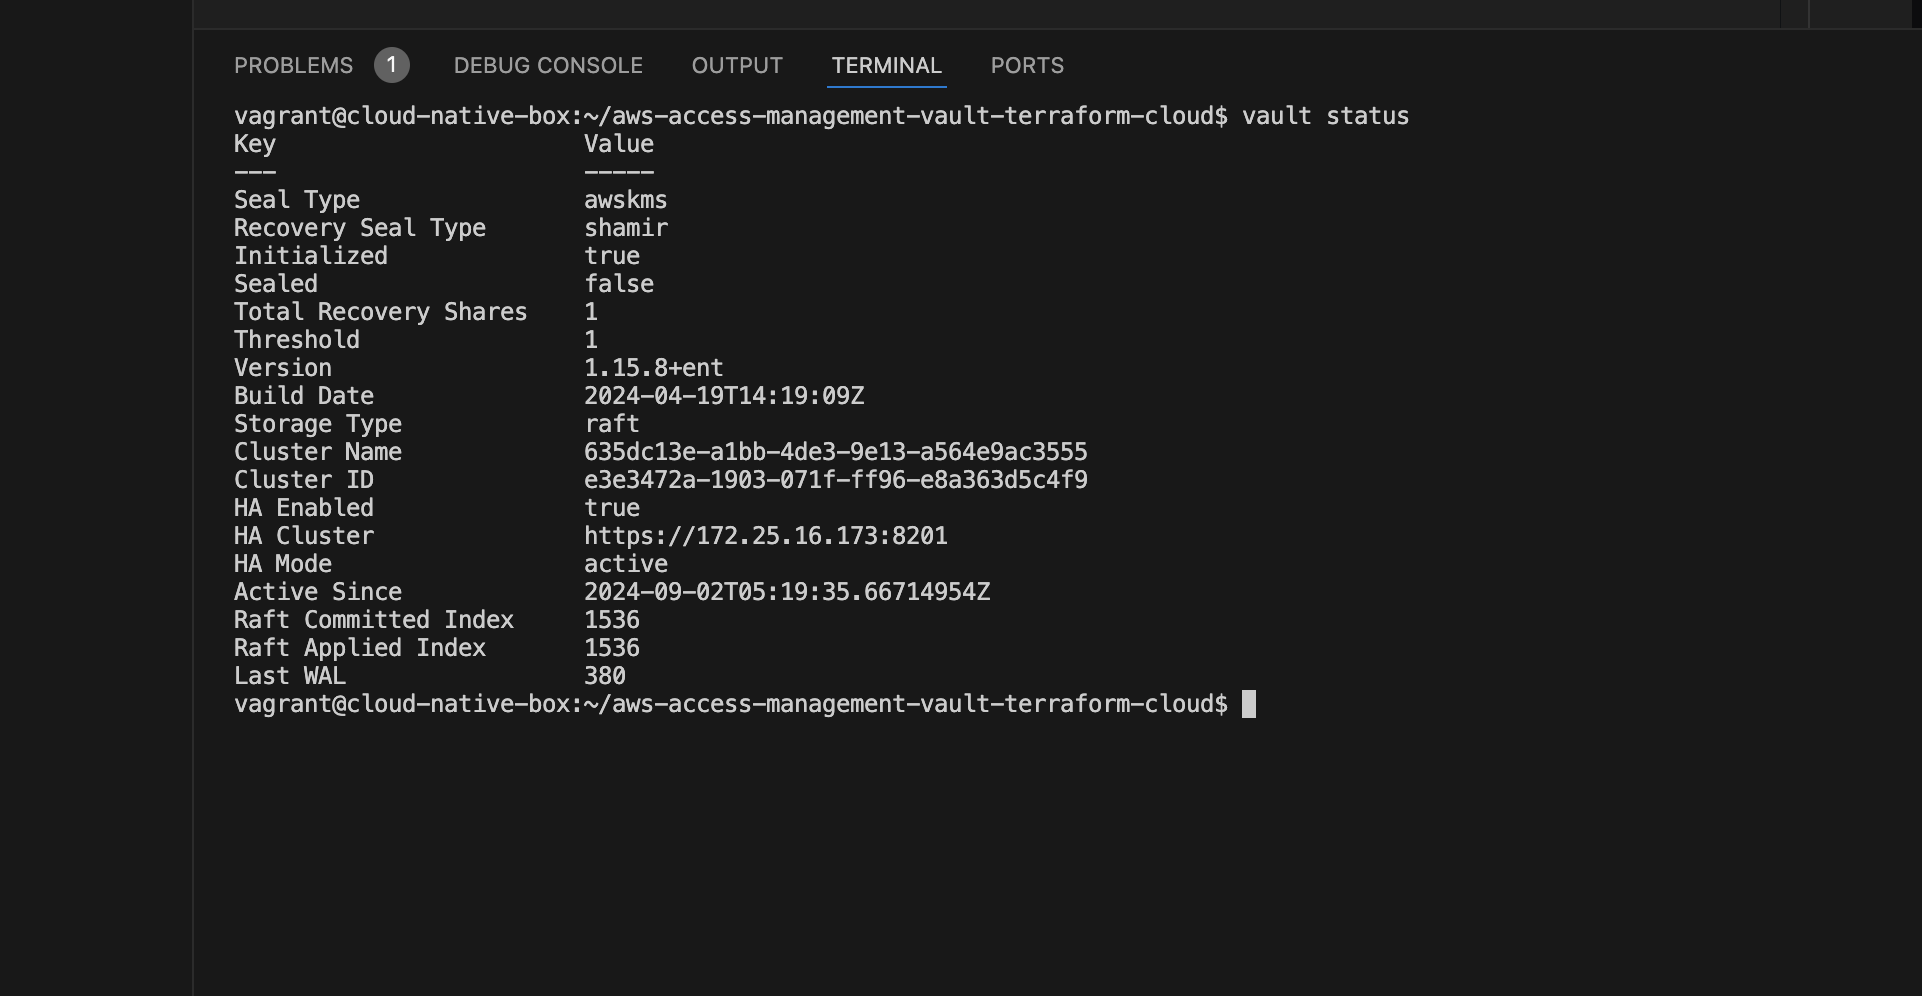 PROBLEMS 1 DEBUG CONSOLE OUTPUT TERMINAL PORTS
vagrant@cloud-native-box:~/aws-access-management-vault-terraform-cloud$ vault status
Key Value
--- -----
Seal Type awskms
Recovery Seal Type shamir
Initialized true
Sealed false
Total Recovery Shares 1
Threshold 1
Version 1.15.8+ent
Build Date 2024-04-19T14:19:09Z
Storage Type raft
Cluster Name 635dc13e-a1bb-4de3-9e13-a564e9ac3555
Cluster ID e3e3472a-1903-071f-ff96-e8a363d5c4f9
HA Enabled true
HA Cluster https://172.25.16.173:8201
HA Mode active
Active Since 2024-09-02T05:19:35.66714954Z
Raft Committed Index 1536
Raft Applied Index 1536
Last WAL 380
vagrant@cloud-native-box:~/aws-access-management-vault-terraform-cloud$